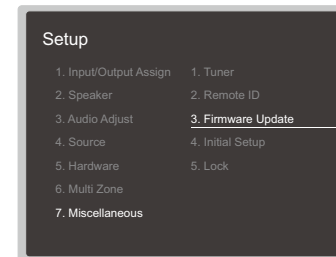 Setup
1. Input/Output Assign
2. Speaker
3. Audio Adjust
4. Source
5. Hardware
6. Multi Zone
7. Miscellaneous
1. Tuner
2. Remote ID
3. Firmware Update
4. Initial Setup
5. Lock